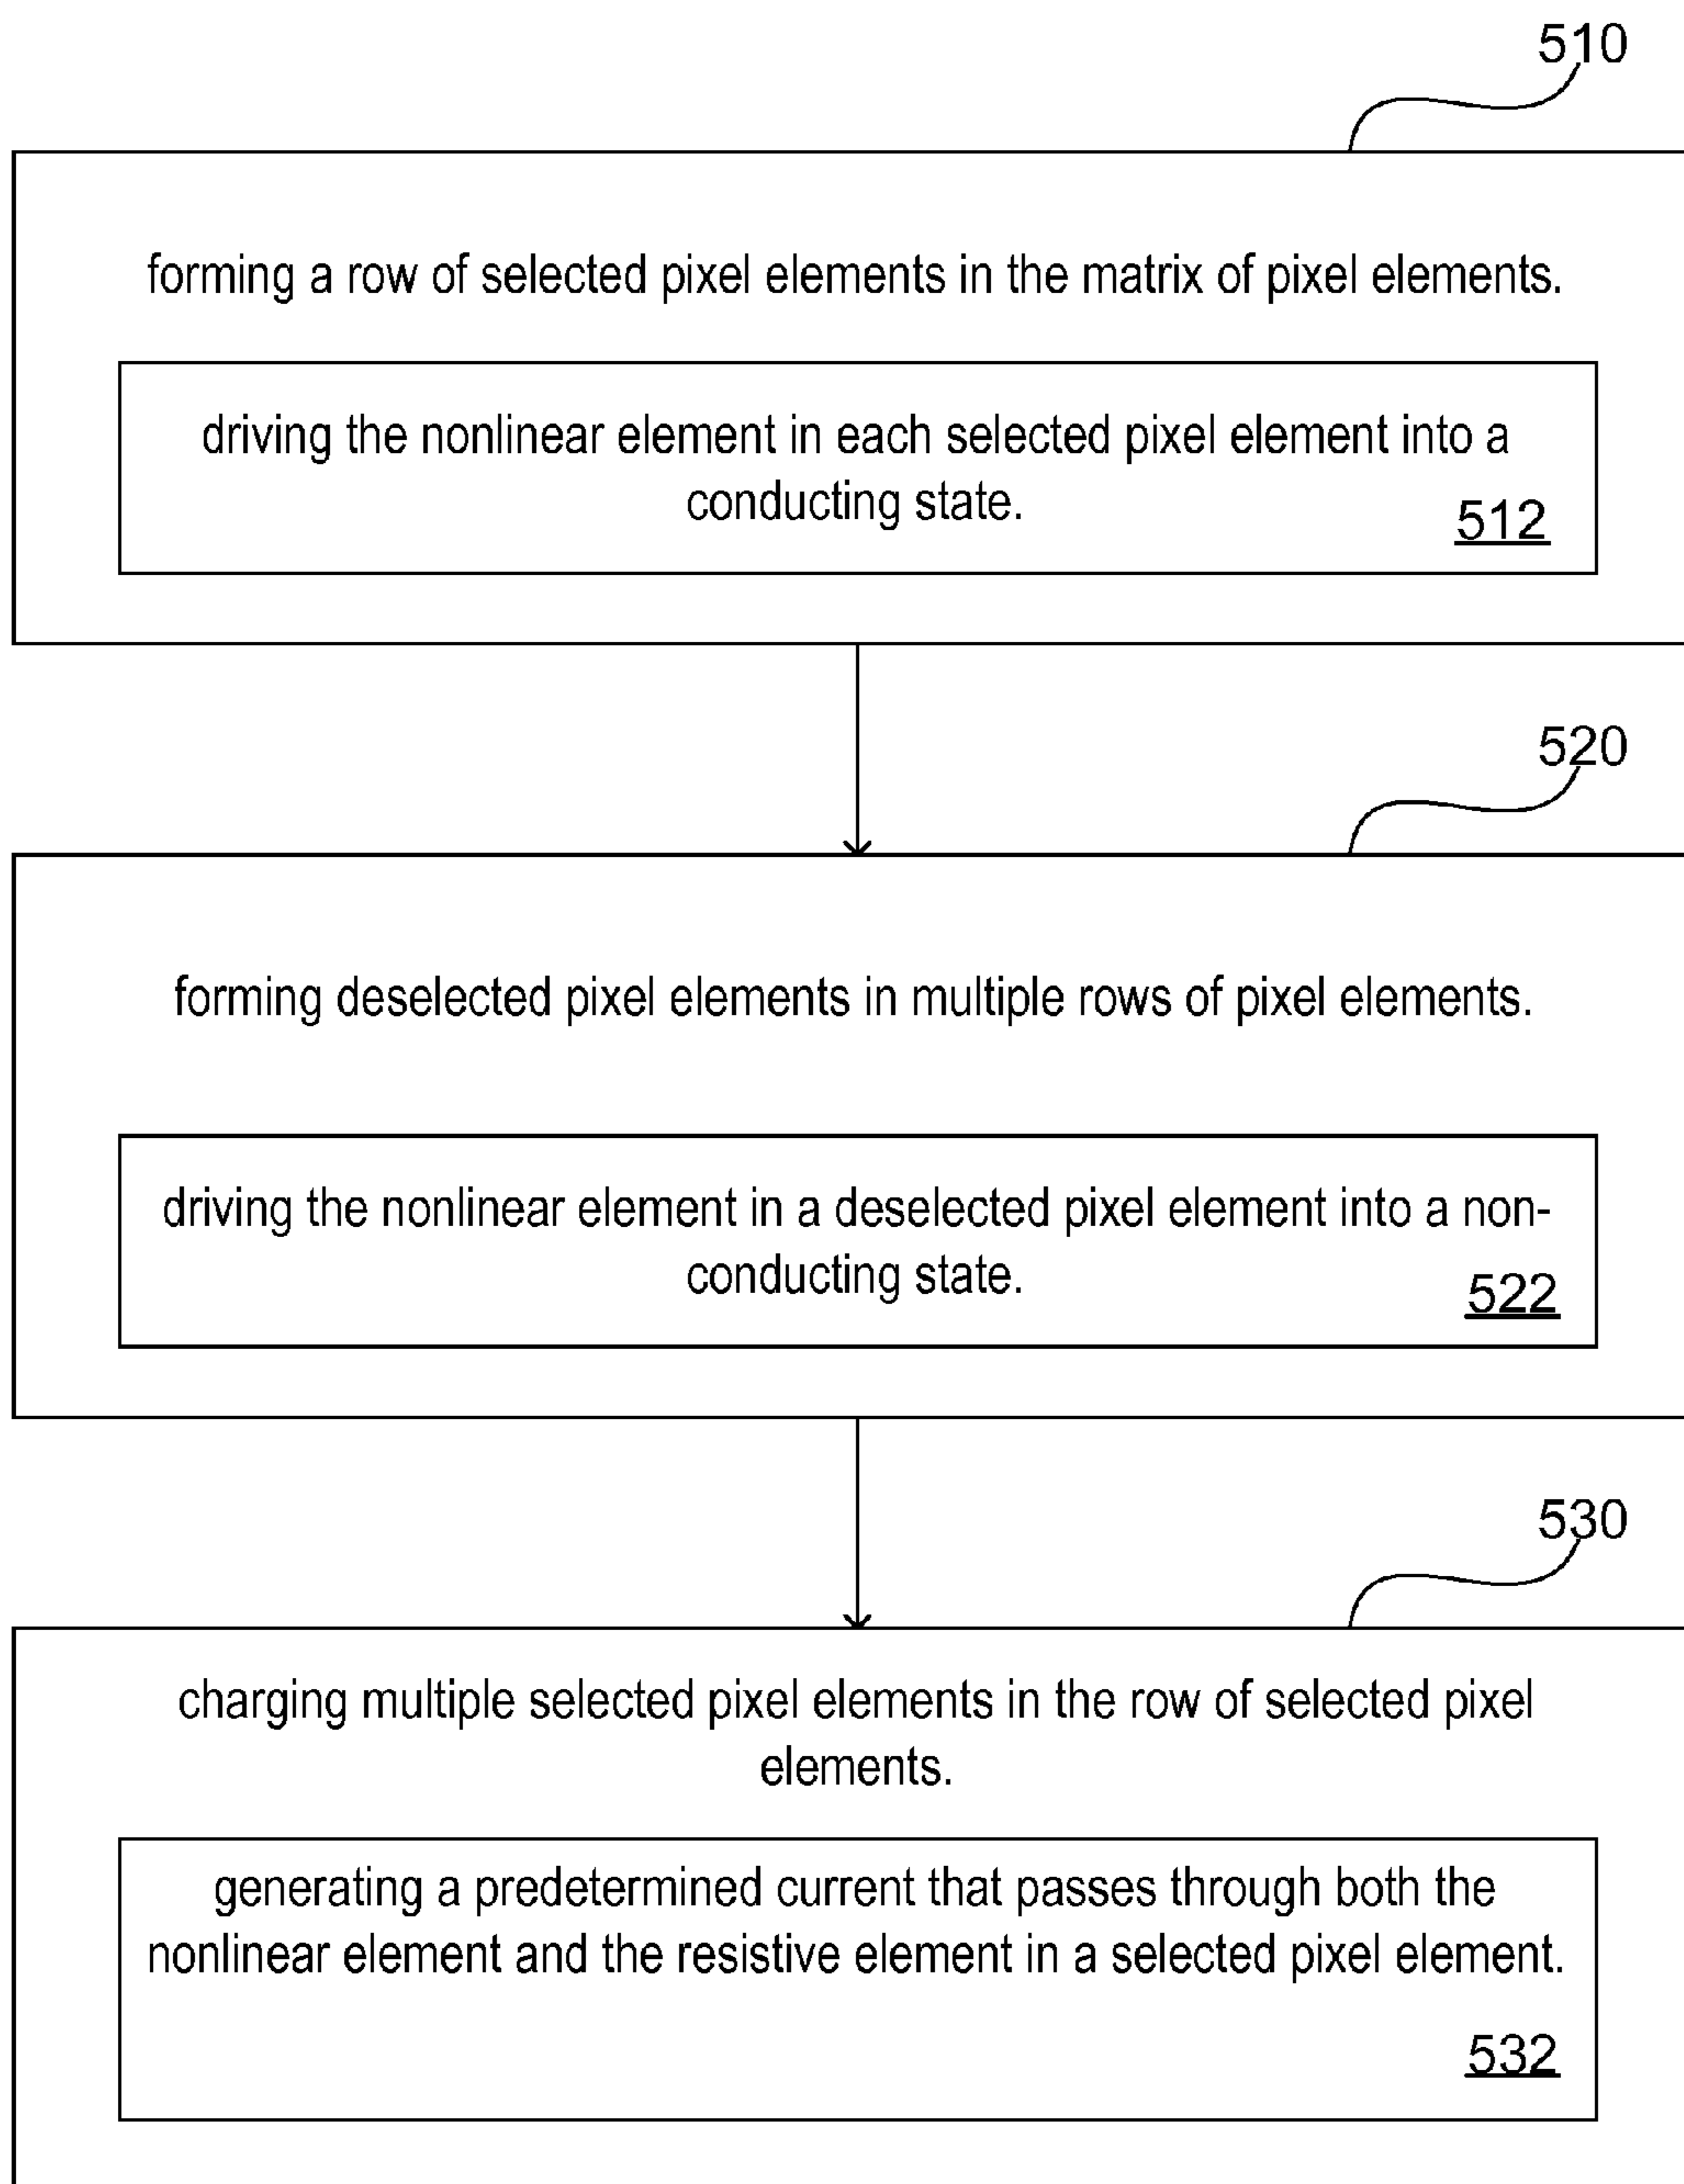 510
forming a row of selected pixel elements in the matrix of pixel elements.
driving the nonlinear element in each selected pixel element into a
conducting state.
512
520
forming deselected pixel elements in multiple rows of pixel elements.
driving the nonlinear element in a deselected pixel element into a non-
conducting state.
522
530
charging multiple selected pixel elements in the row of selected pixel
elements.
generating a predetermined current that passes through both the
nonlinear element and the resistive element in a selected pixel element.
532